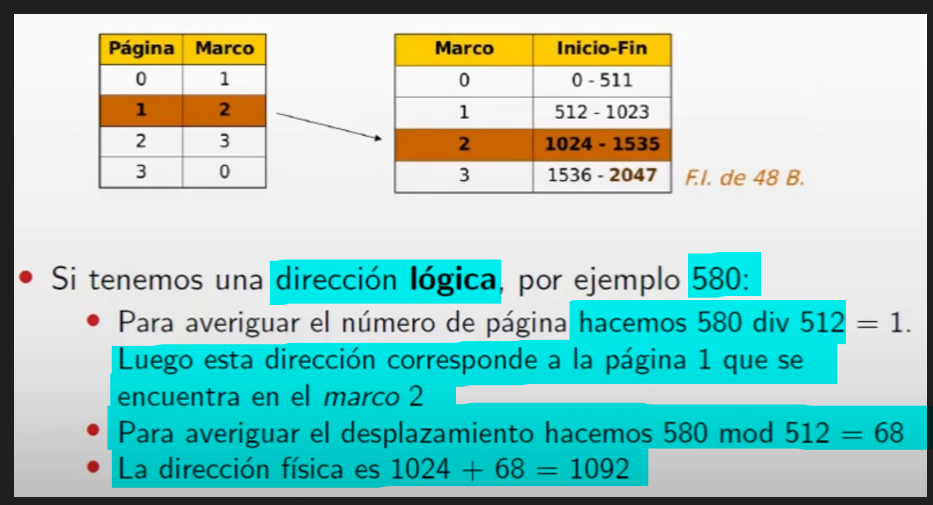 Página Marco
0 1
1 2
2 3
3 0
Marco Inicio-Fin
0 0 - 511
1 512 - 1023
2 1024 - 1535
3 1536 - 2047
F.I. de 48 B.
• Si tenemos una dirección lógica, por ejemplo 580:
• Para averiguar el número de página hacemos 580 div 512 = 1.
Luego esta dirección corresponde a la página 1 que se
encuentra en el marco 2
• Para averiguar el desplazamiento hacemos 580 mod 512 = 68
• La dirección física es 1024 + 68 = 1092